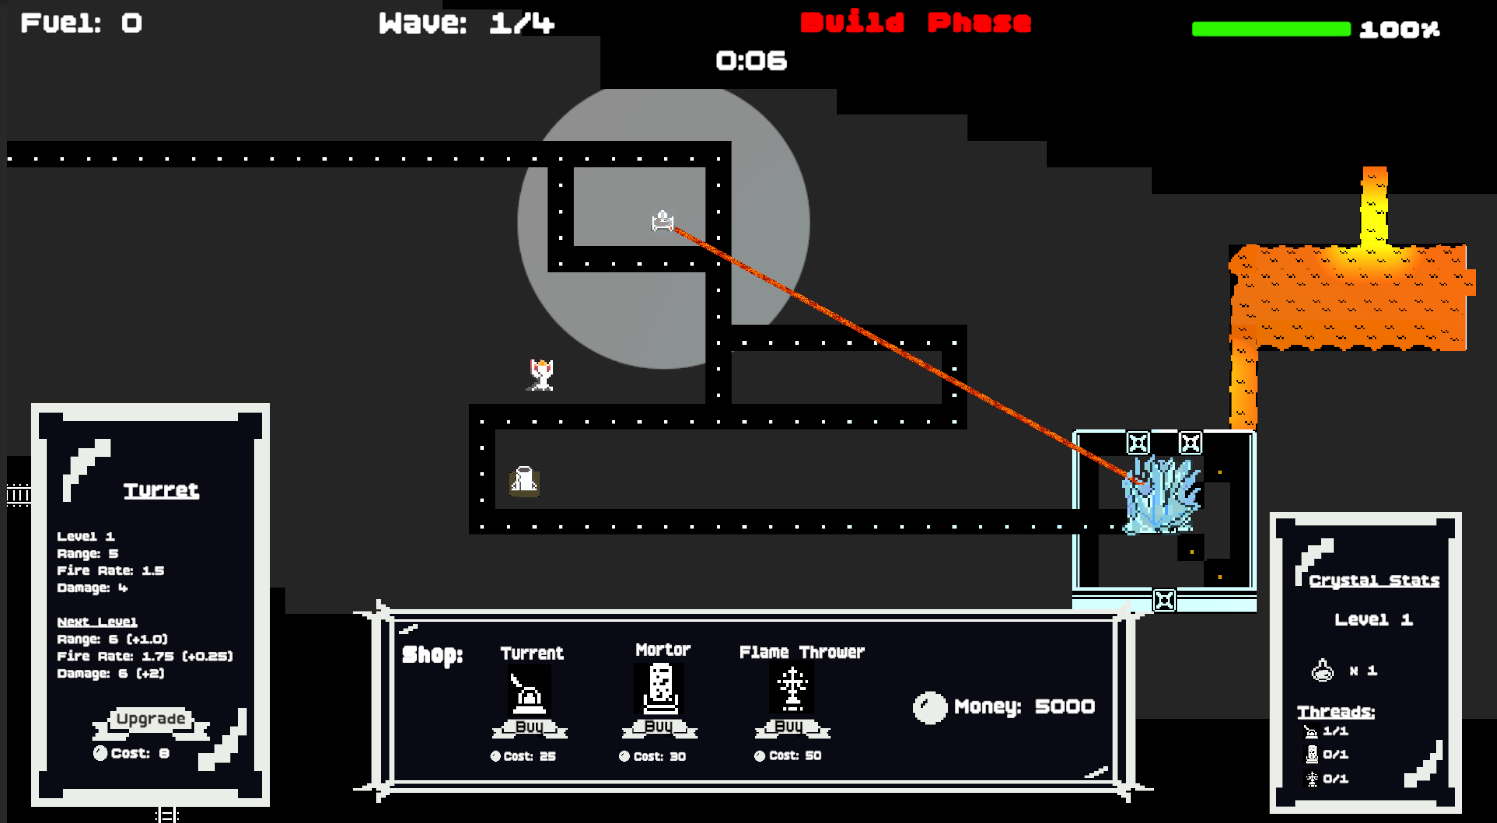 Fuel: 0
Wave: 1/4
Build Phase
100%
0:06
Turret
Level 1
Range: 5
Fire Rate: 1.5
Damage: 4
Next Level
Range: 6 (+1.0)
Fire Rate: 1.75 (+0.25)
Damage: 6 (+2)
Upgrade
Cost: 8
Shop:
Turrent
Buy
Cost: 25
Mortor
Buy
Cost: 30
Flame Thrower
Buy
Cost: 50
Money: 5000
Crystal Stats
Level 1
x 1
Threads:
1/1
0/1
0/1